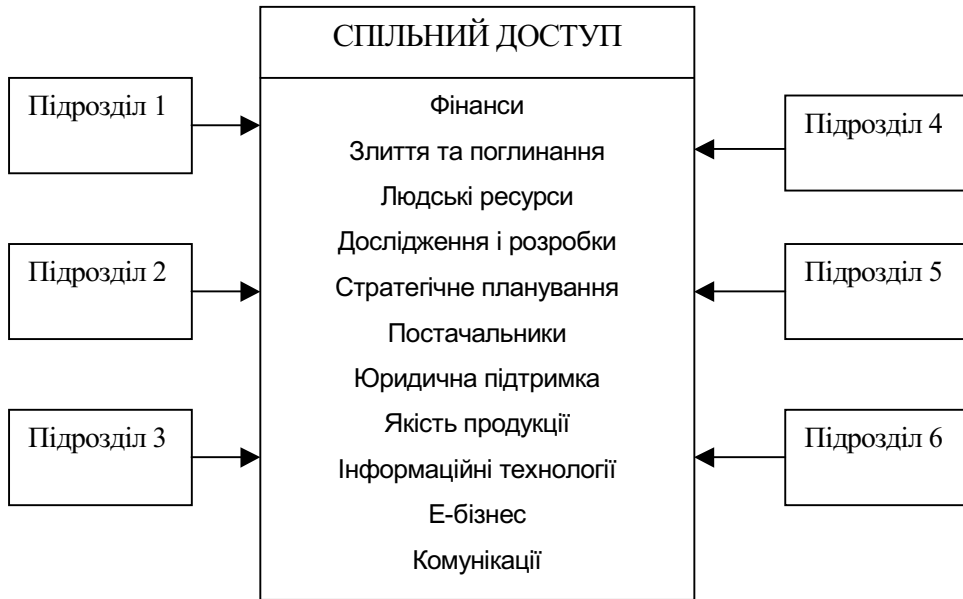 СПІЛЬНИЙ ДОСТУП
Підрозділ 1
Підрозділ 2
Підрозділ 3
Фінанси
Злиття та поглинання
Людські ресурси
Дослідження і розробки
Стратегічне планування
Постачальники
Юридична підтримка
Якість продукції
Інформаційні технології
Е-бізнес
Комунікації
Підрозділ 4
Підрозділ 5
Підрозділ 6